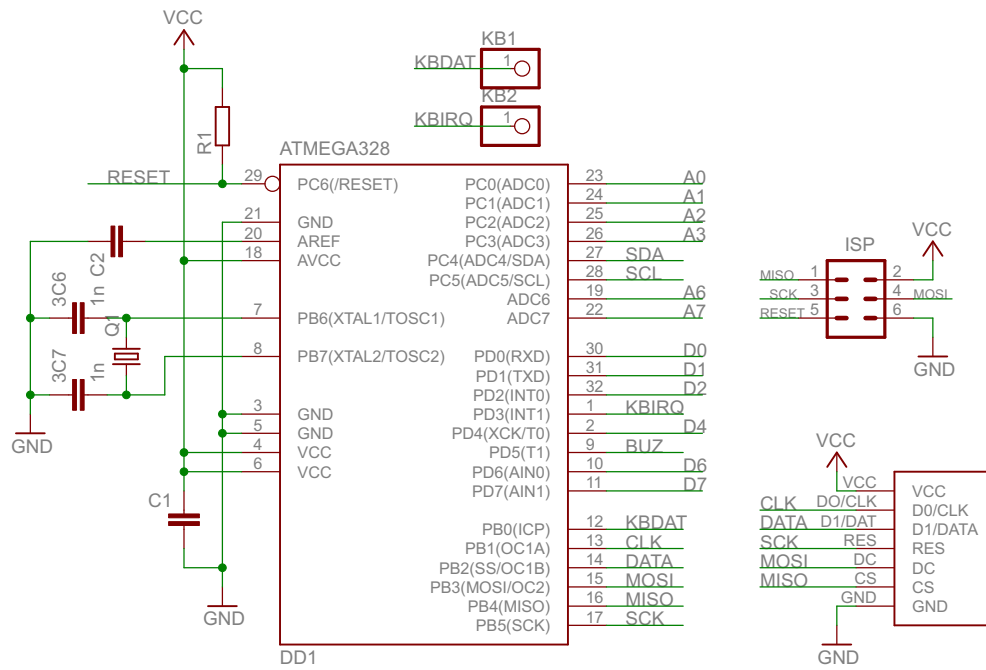 VCC
KB1
KBDAT 1
KB2
KBIRQ 1
R1
ATMEGA328
RESET 29 PC6(/RESET) PC0(ADC0) 23 A0
PC1(ADC1) 24 A1
21 GND PC2(ADC2) 25 A2
20 AREF PC3(ADC3) 26 A3
18 AVCC PC4(ADC4/SDA) 27 SDA
PC5(ADC5/SCL) 28 SCL
ADC6 19 A6
7 PB6(XTAL1/TOSC1) ADC7 22 A7
8 PB7(XTAL2/TOSC2) PD0(RXD) 30 D0
PD1(TXD) 31 D1
PD2(INT0) 32 D2
3 GND PD3(INT1) 1 KBIRQ
5 GND PD4(XCK/T0) 2 D4
4 VCC PD5(T1) 9 BUZ
6 VCC PD6(AIN0) 10 D6
PD7(AIN1) 11 D7
PB0(ICP) 12 KBDAT
PB1(OC1A) 13 CLK
PB2(SS/OC1B) 14 DATA
PB3(MOSI/OC2) 15 MOSI
PB4(MISO) 16 MISO
PB5(SCK) 17 SCK
DD1
C2
3C6
1n
Q1
3C7
1n
GND
C1
GND
ISP
VCC
MISO 1 2
SCK 3 4 MOSI
RESET 5 6
GND
VCC
VCC VCC
CLK DO/CLK D0/CLK
DATA D1/DAT D1/DATA
SCK RES RES
MOSI DC DC
MISO CS CS
GND GND
GND